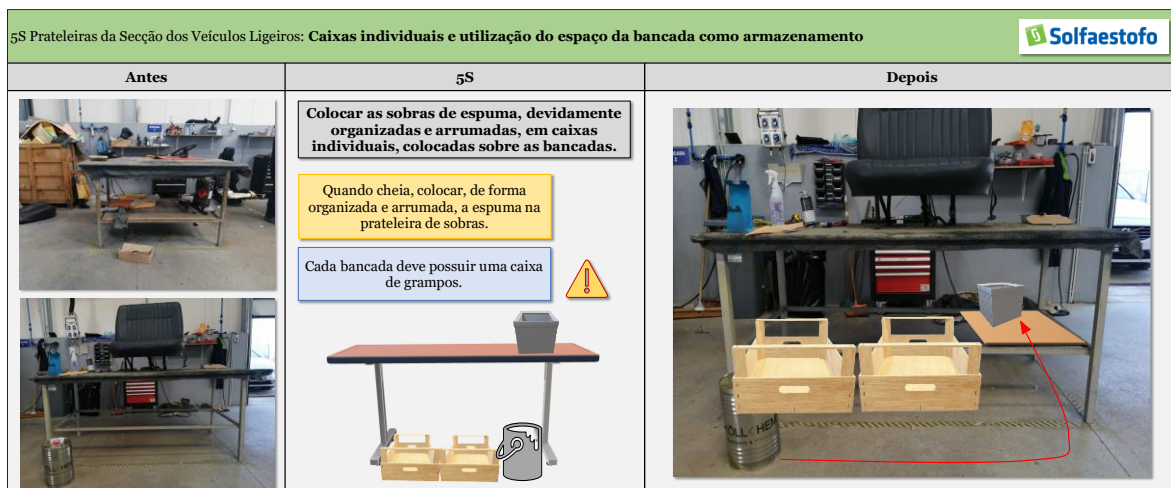 5S Prateleiras da Secção dos Veículos Ligeiros: Caixas individuais e utilização do espaço da bancada como armazenamento
Solfaestofo
Antes
5S
Depois
Colocar as sobras de espuma, devidamente
organizadas e arrumadas, em caixas
individuais, colocadas sobre as bancadas.
Quando cheia, colocar, de forma
organizada e arrumada, a espuma na
prateleira de sobras.
Cada bancada deve possuir uma caixa
de grampos.